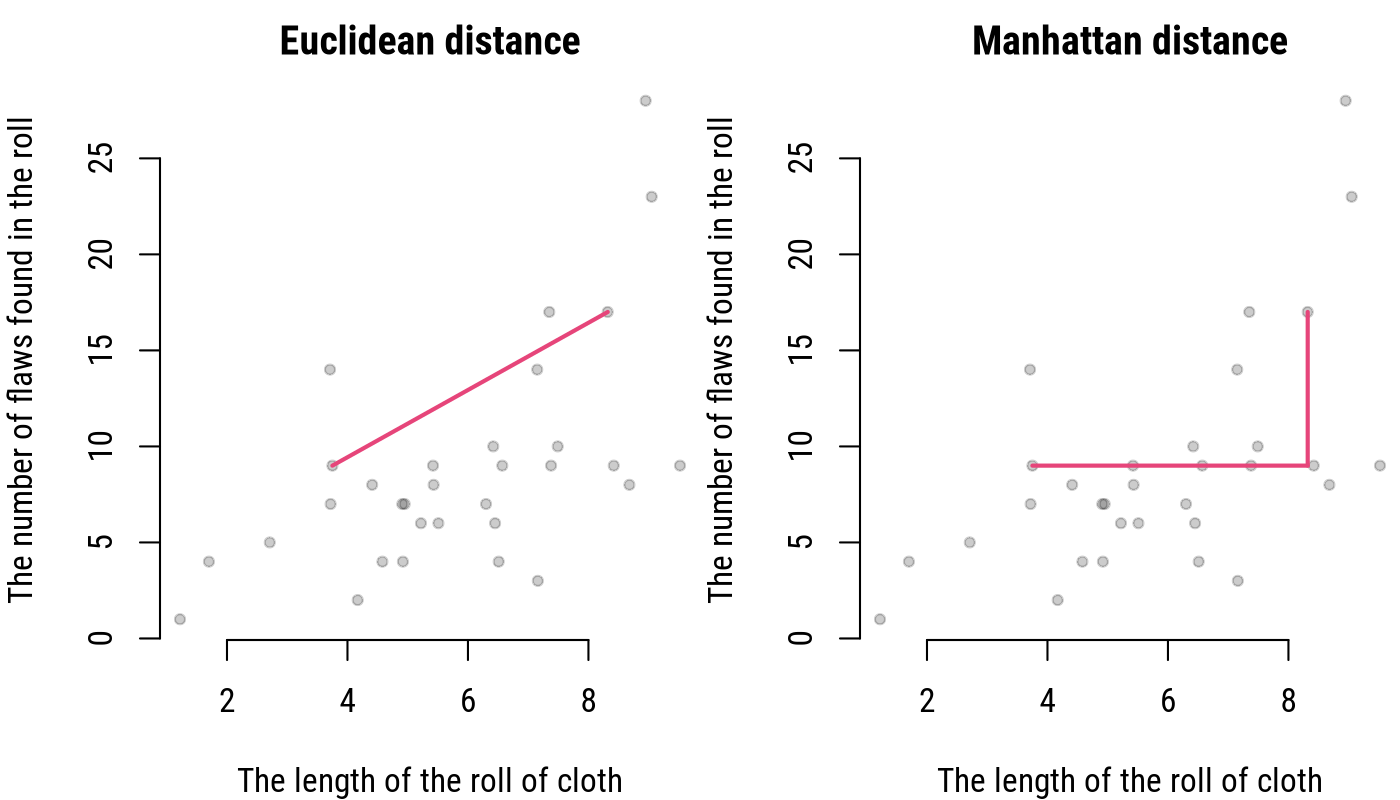 Euclidean distance
The number of flaws found in the roll
25
20
15
10
5
0
2 4 6 8
The length of the roll of cloth
Manhattan distance
The number of flaws found in the roll
25
20
15
10
5
0
2 4 6 8
The length of the roll of cloth